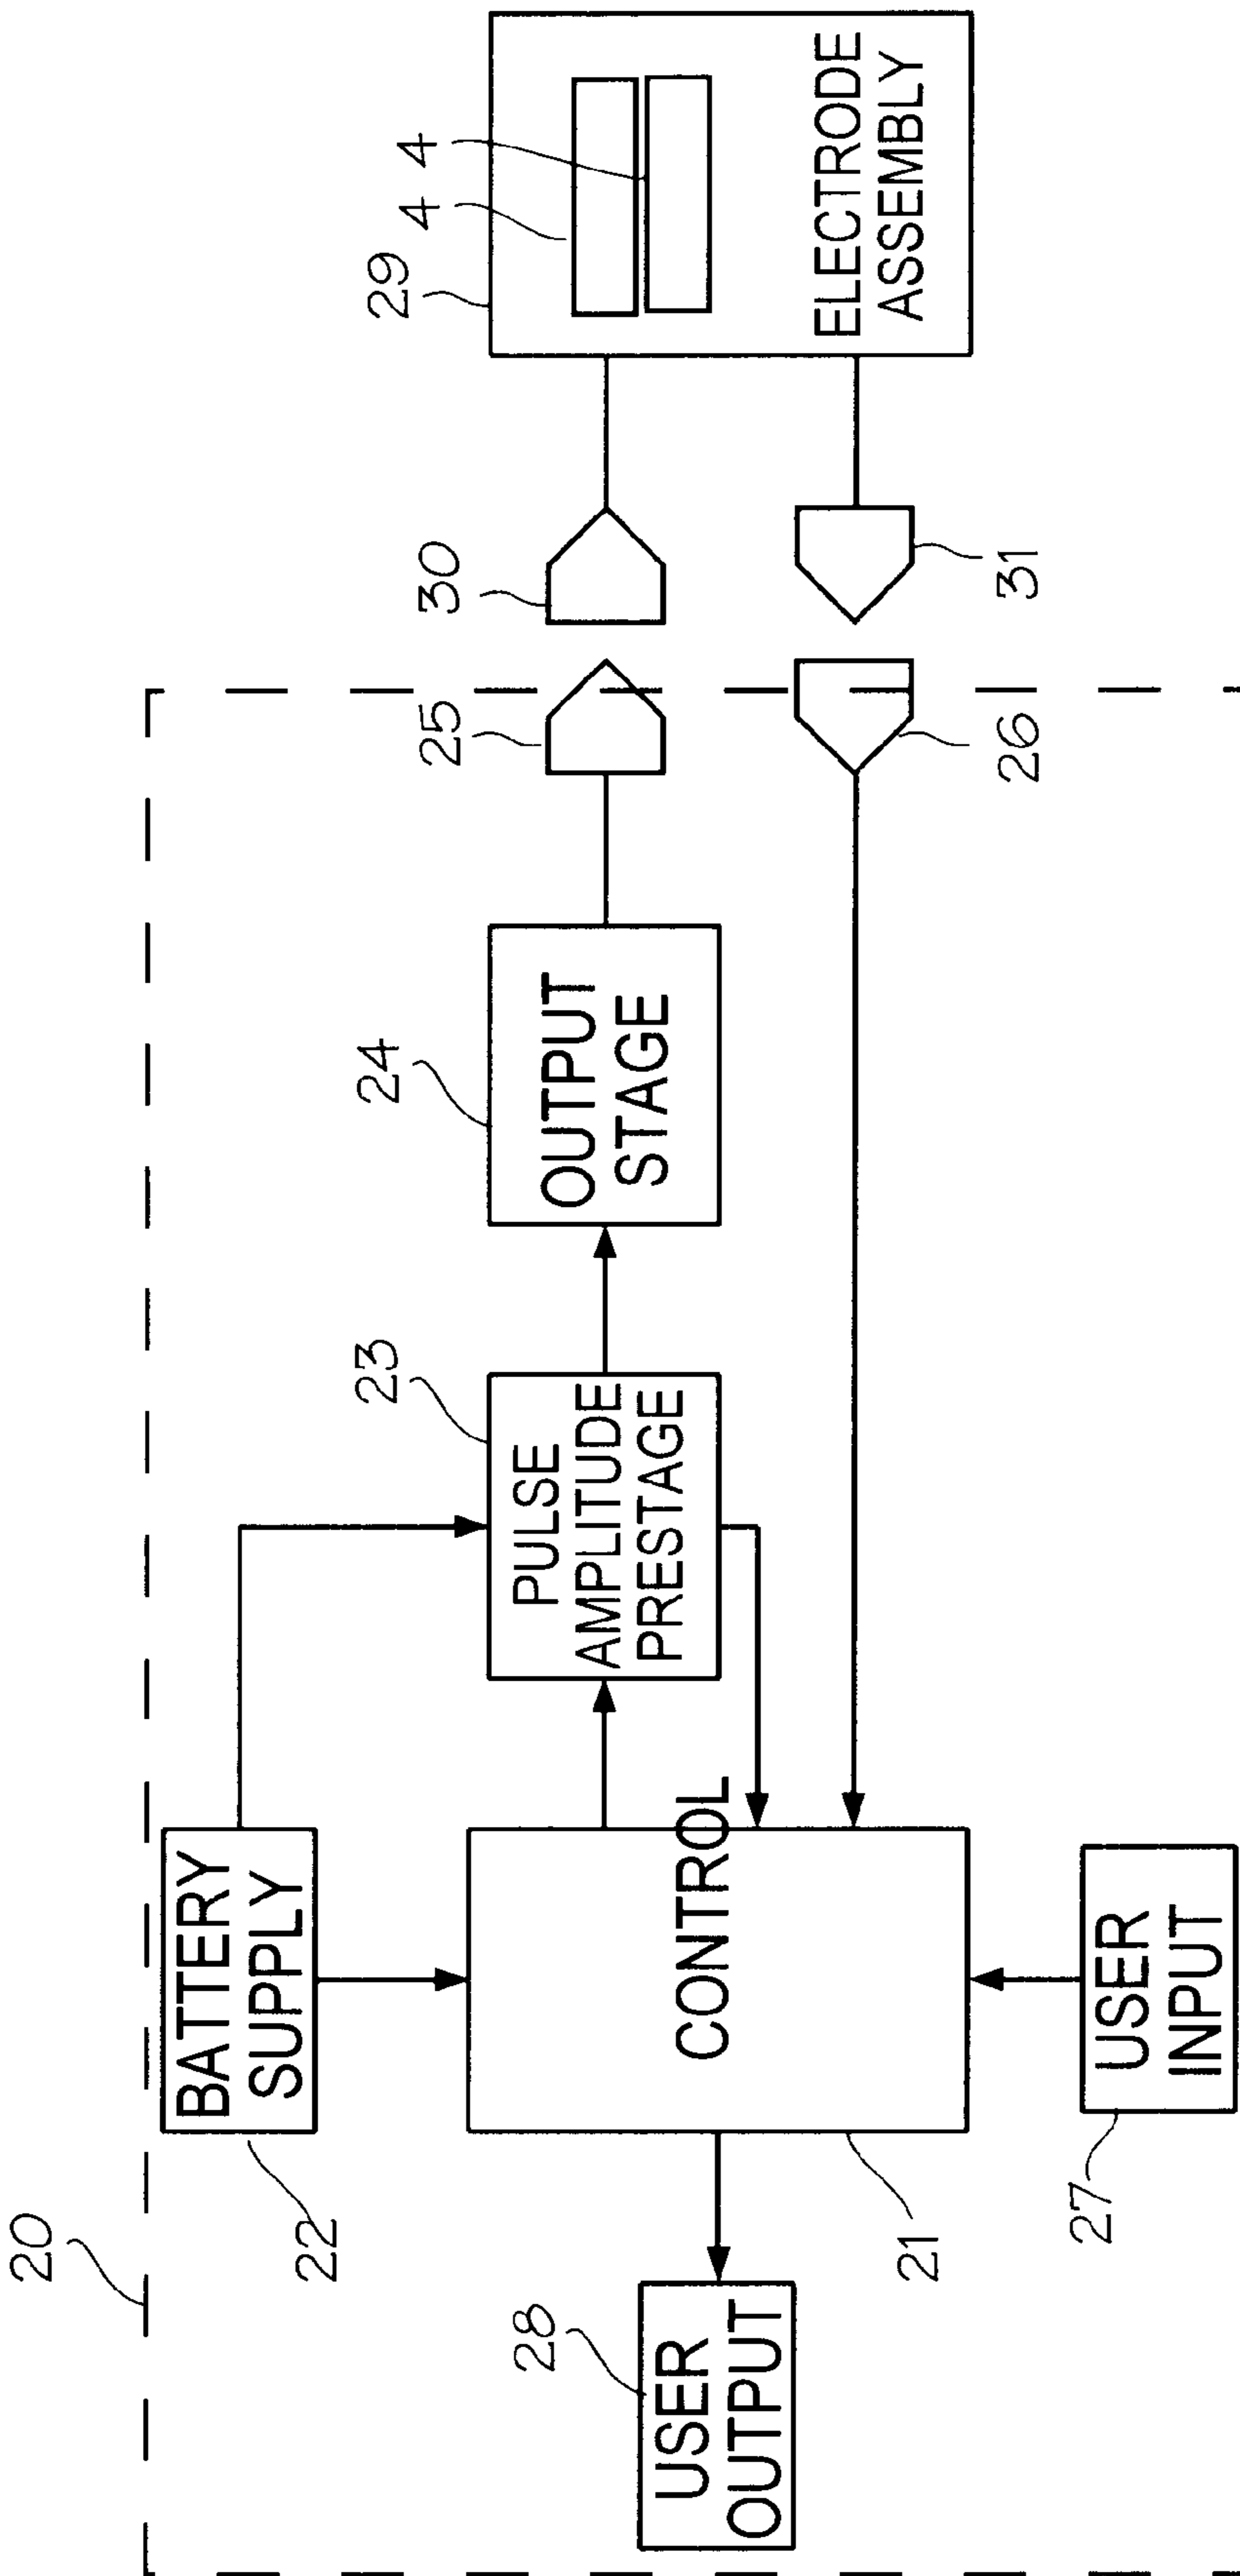 20
BATTERY
SUPPLY
22
23
PULSE
AMPLITUDE
PRESTAGE
24
OUTPUT
STAGE
25
30
29
4
4
ELECTRODE
ASSEMBLY
28
USER
OUTPUT
CONTROL
21
26
31
27
USER
INPUT